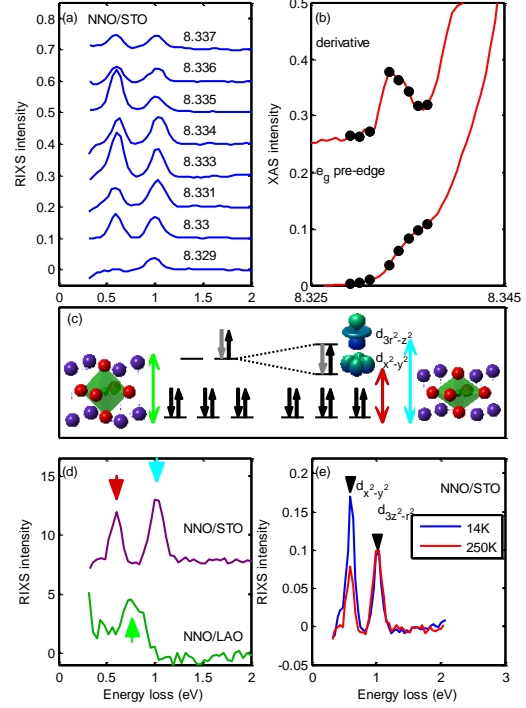 (a) NNO/STO
0.8
0.7
0.6
0.5
0.4
0.3
0.2
0.1
0
RIXS intensity
8.337
8.336
8.335
8.334
8.333
8.331
8.33
8.329
0 0.5 1 1.5 2
(b)
0.5
0.4
0.3
0.2
0.1
0
XAS intensity
derivative
e_g pre-edge
8.325 8.345
(c)
d_3r²-z²
d_x²-y²
(d)
15
10
5
0
RIXS intensity
NNO/STO
NNO/LAO
0 0.5 1 1.5 2
Energy loss (eV)
(e)
0.2
0.15
0.1
0.05
0
-0.05
RIXS intensity
d_x²-y²
NNO/STO
d_3z²-r²
14K
250K
0 1 2 3
Energy loss (eV)